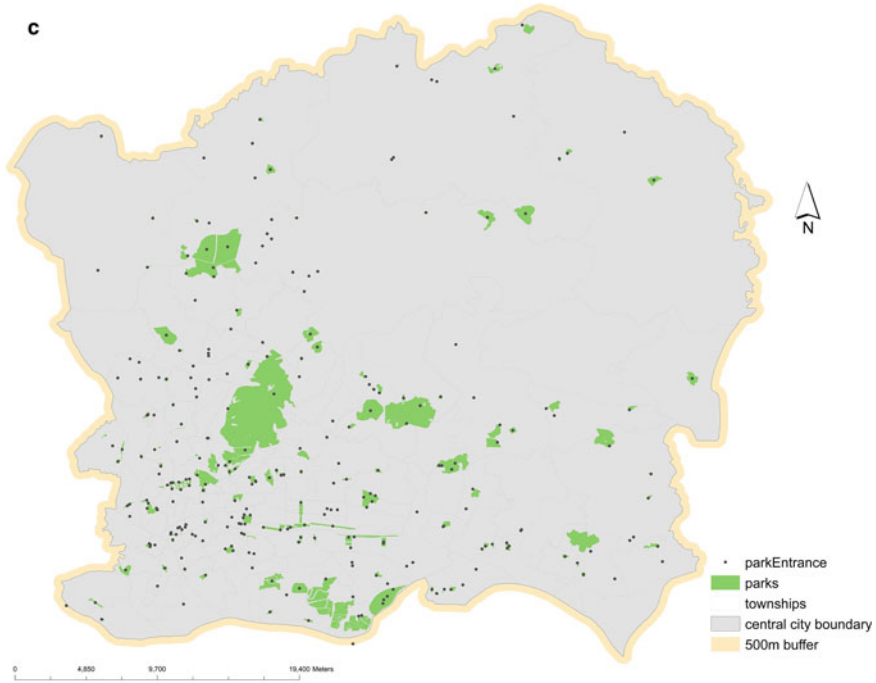 c
N
parkEntrance
parks
townships
central city boundary
500m buffer
0 4,850 9,700 19,400 Meters